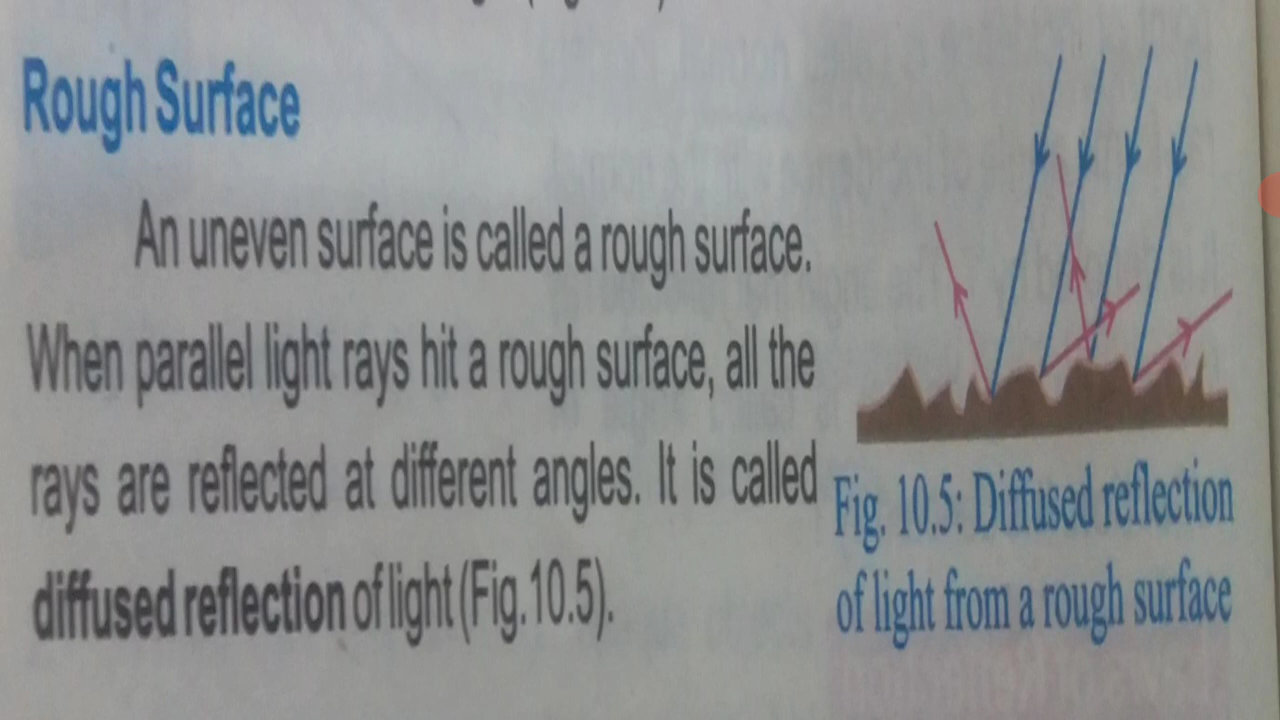 Rough Surface
An uneven surface is called a rough surface.
When parallel light rays hit a rough surface, all the
rays are reflected at different angles. It is called
diffused reflection of light (Fig. 10.5).
Fig. 10.5: Diffused reflection
of light from a rough surface